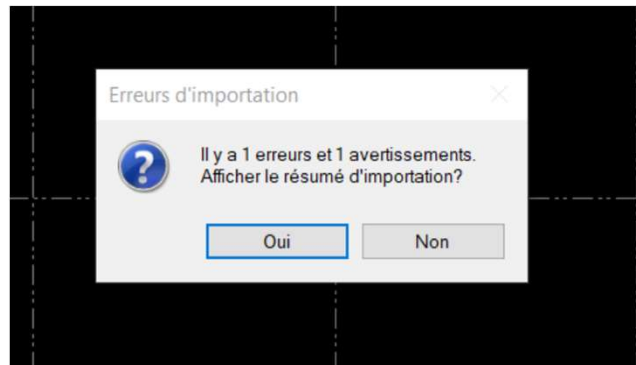 Erreurs d'importation
Il y a 1 erreurs et 1 avertissements.
Afficher le résumé d'importation?
Oui
Non